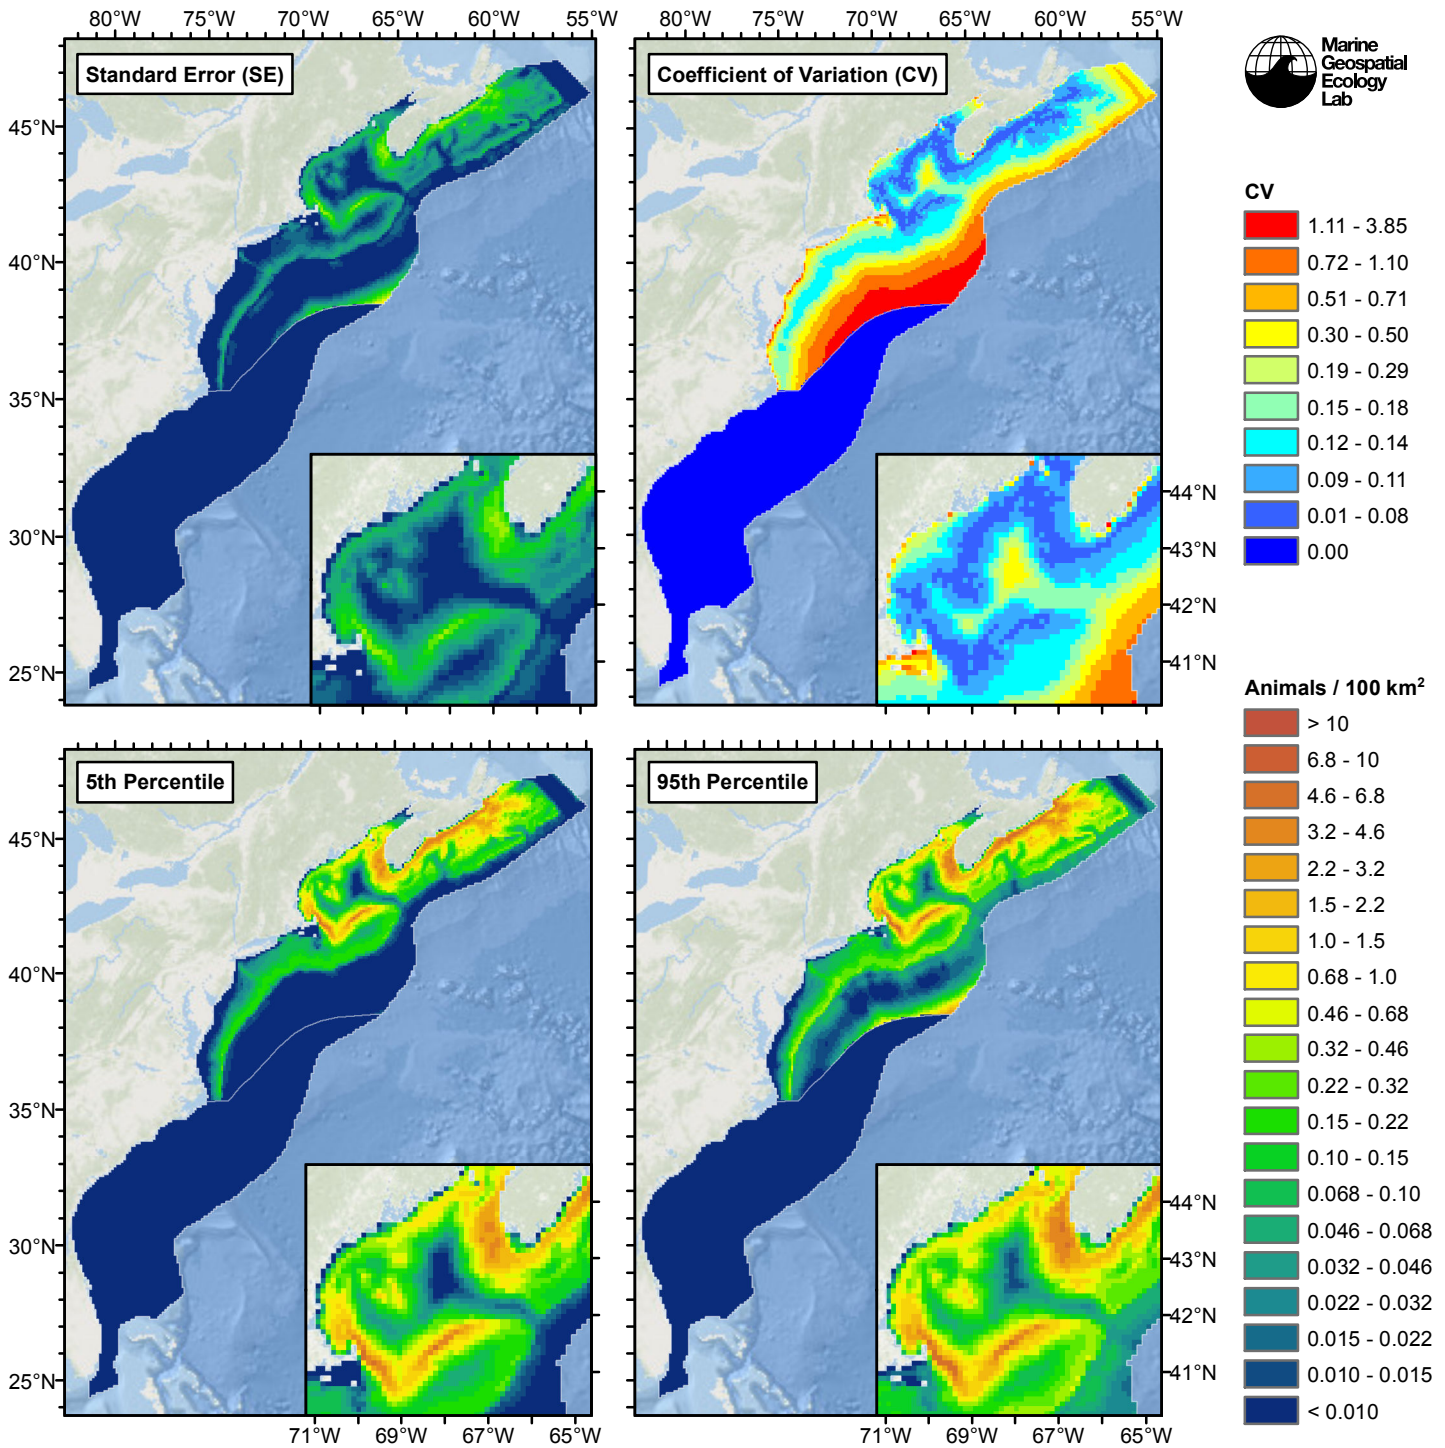 80°W 75°W 70°W 65°W 60°W 55°W
80°W 75°W 70°W 65°W 60°W 55°W
Standard Error (SE)
Coefficient of Variation (CV)
Marine
Geospatial
Ecology
Lab
45°N
40°N
35°N
30°N
25°N
44°N
43°N
42°N
41°N
CV
1.11 - 3.85
0.72 - 1.10
0.51 - 0.71
0.30 - 0.50
0.19 - 0.29
0.15 - 0.18
0.12 - 0.14
0.09 - 0.11
0.01 - 0.08
0.00
5th Percentile
95th Percentile
45°N
40°N
35°N
30°N
25°N
44°N
43°N
42°N
41°N
71°W 69°W 67°W 65°W
71°W 69°W 67°W 65°W
Animals / 100 km²
> 10
6.8 - 10
4.6 - 6.8
3.2 - 4.6
2.2 - 3.2
1.5 - 2.2
1.0 - 1.5
0.68 - 1.0
0.46 - 0.68
0.32 - 0.46
0.22 - 0.32
0.15 - 0.22
0.10 - 0.15
0.068 - 0.10
0.046 - 0.068
0.032 - 0.046
0.022 - 0.032
0.015 - 0.022
0.010 - 0.015
< 0.010